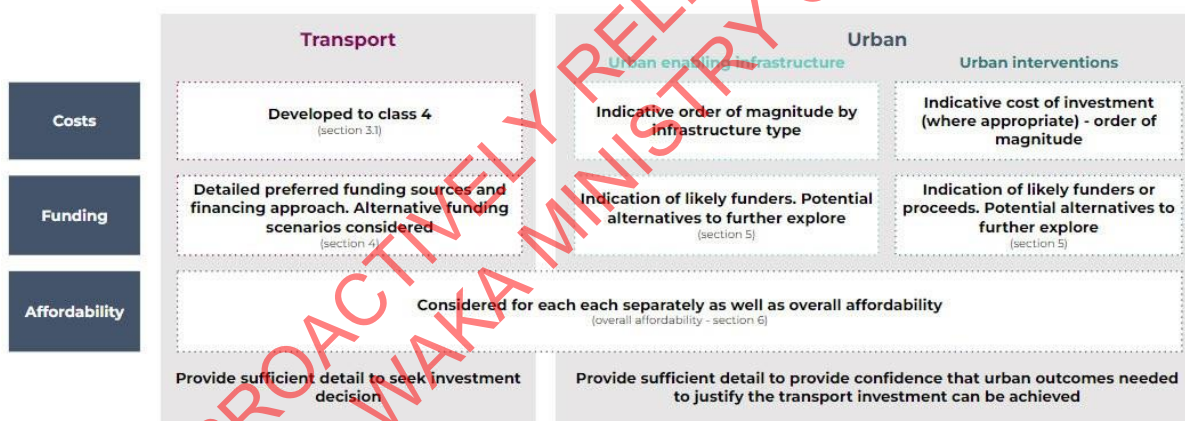 Transport
Urban
Urban enabling infrastructure
Urban interventions
Costs
Developed to class 4
(section 3.1)
Indicative order of magnitude by
infrastructure type
Indicative cost of investment
(where appropriate) - order of
magnitude
Funding
Detailed preferred funding sources and
financing approach. Alternative funding
scenarios considered
(section 4)
Indication of likely funders. Potential
alternatives to further explore
(section 5)
Indication of likely funders or
proceeds. Potential alternatives to
further explore
(section 5)
Affordability
Considered for each each separately as well as overall affordability
(overall affordability - section 6)
Provide sufficient detail to seek investment
decision
Provide sufficient detail to provide confidence that urban outcomes needed
to justify the transport investment can be achieved
PROACTIVELY
WAKA MINISTRY